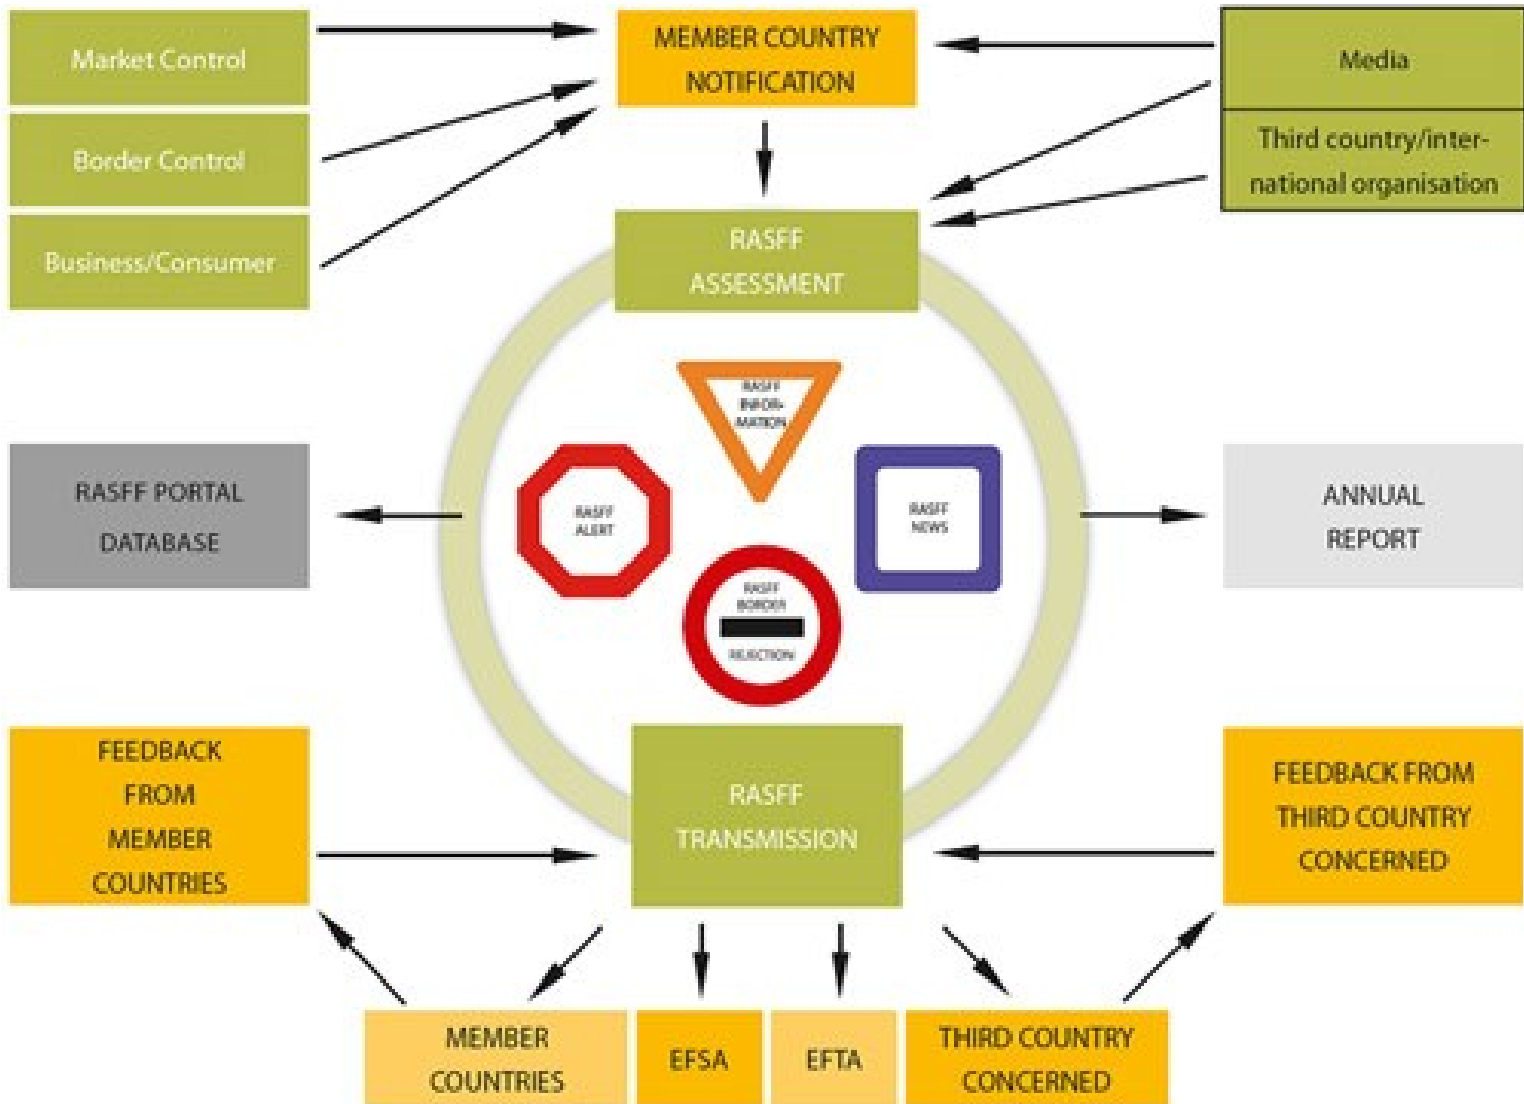 Market Control
Border Control
Business/Consumer
MEMBER COUNTRY
NOTIFICATION
Media
Third country/inter-
national organisation
RASFF
ASSESSMENT
RASFF
INFOR-
MATION
RASFF
ALERT
RASFF
NEWS
RASFF
BORDER
REJECTION
RASFF PORTAL
DATABASE
ANNUAL
REPORT
FEEDBACK
FROM
MEMBER
COUNTRIES
RASFF
TRANSMISSION
FEEDBACK FROM
THIRD COUNTRY
CONCERNED
MEMBER
COUNTRIES
EFSA
EFTA
THIRD COUNTRY
CONCERNED